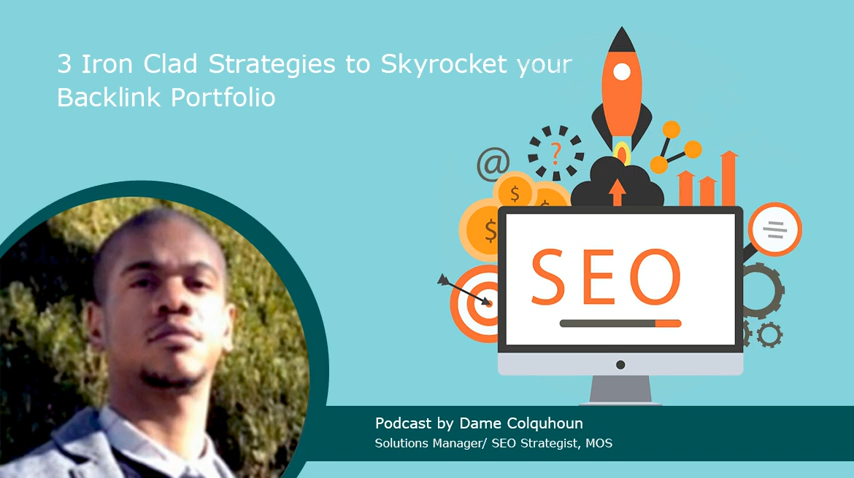 3 Iron Clad Strategies to Skyrocket your
Backlink Portfolio
@
?
$
$
$
SEO
Podcast by Dame Colquhoun
Solutions Manager/ SEO Strategist, MOS